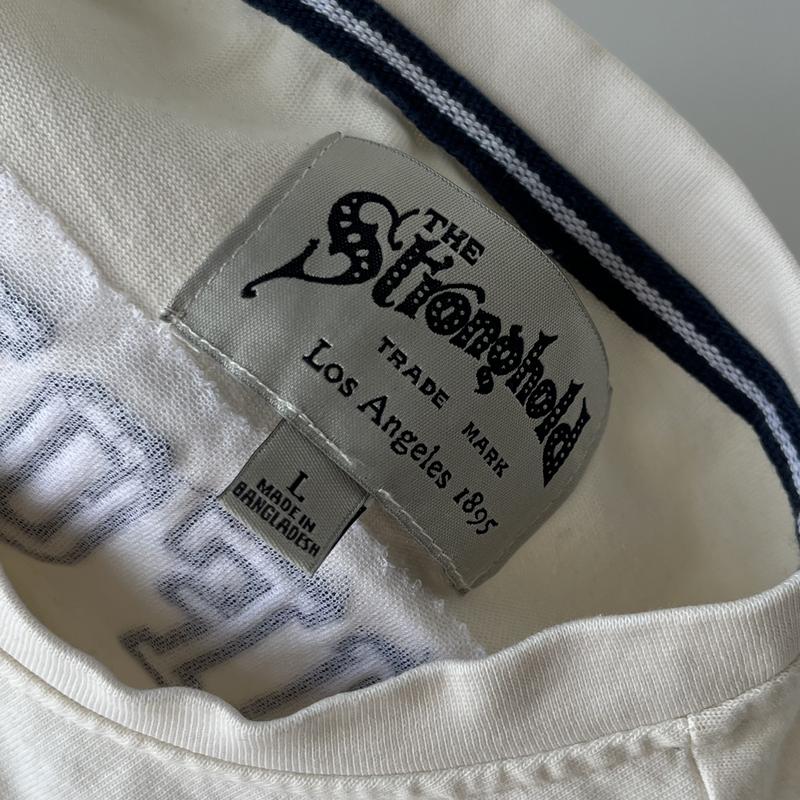 THE
Stronghold
TRADE MARK
Los Angeles 1895
L
MADE IN
BANGLADESH